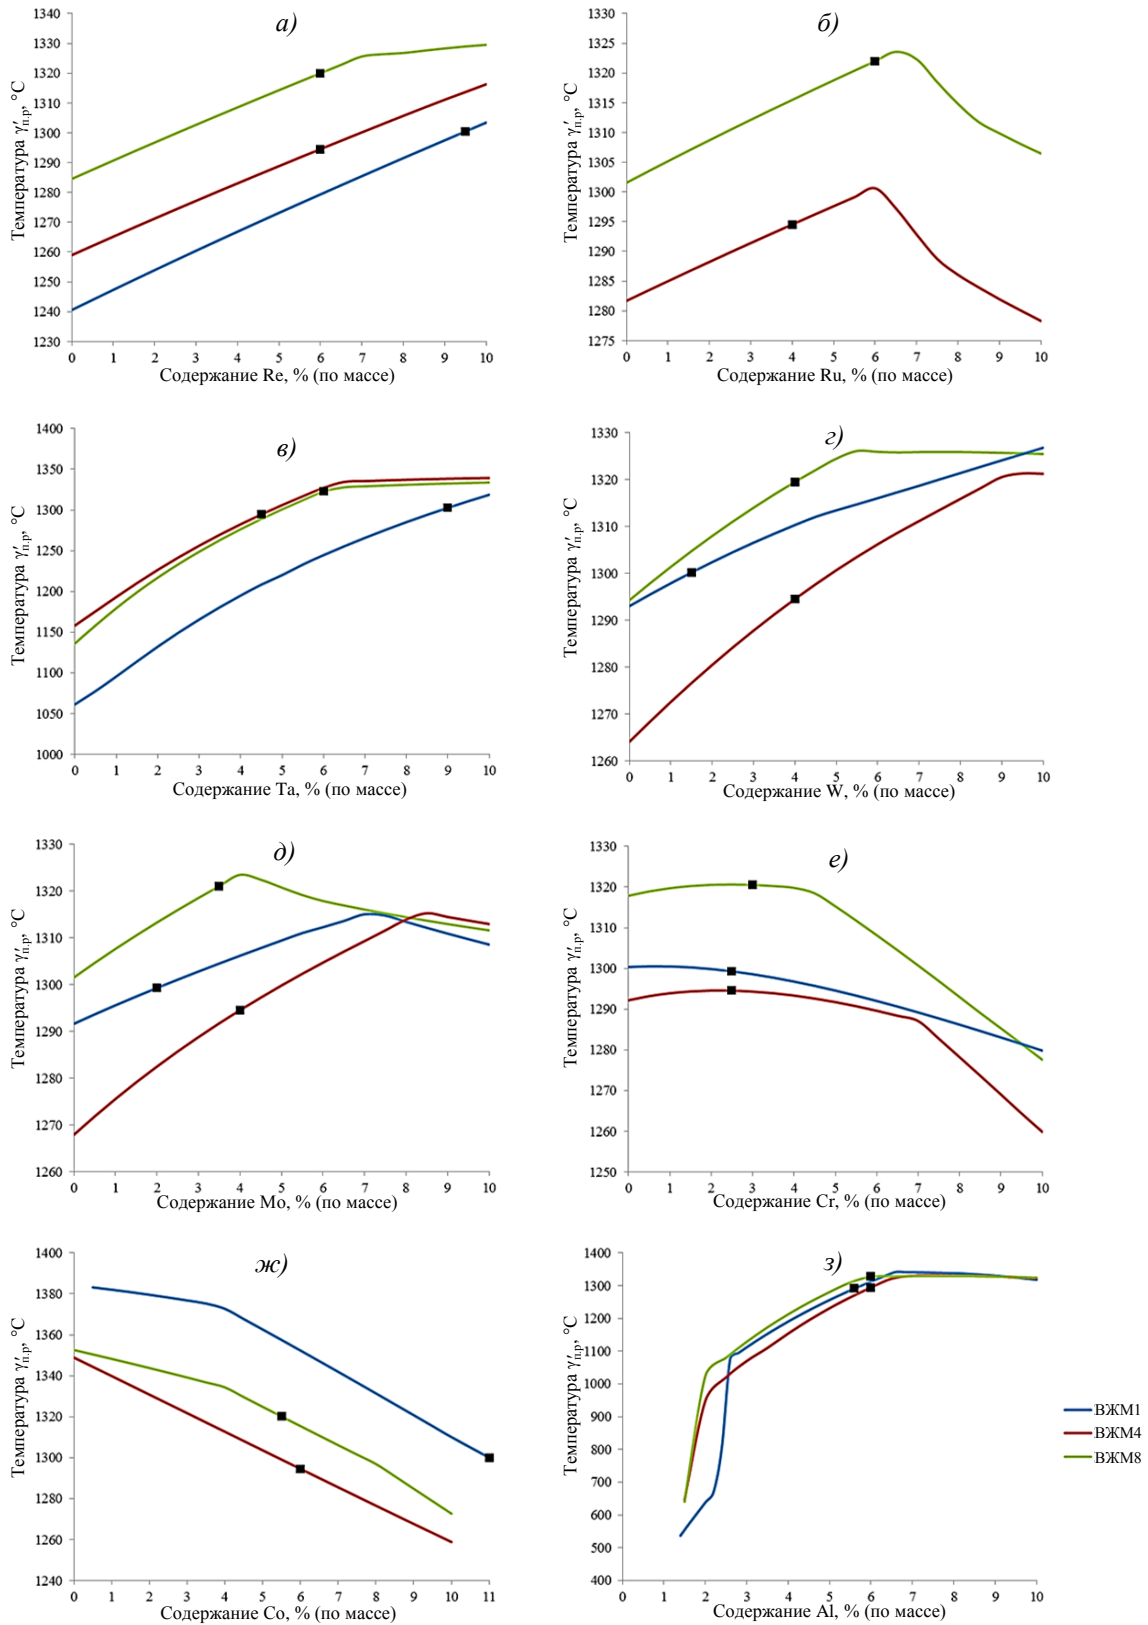 а)
Температура γ′п.р, °С
1340
1330
1320
1310
1300
1290
1280
1270
1260
1250
1240
1230
0 1 2 3 4 5 6 7 8 9 10
Содержание Re, % (по массе)
б)
Температура γ′п.р, °С
1330
1325
1320
1315
1310
1305
1300
1295
1290
1285
1280
1275
0 1 2 3 4 5 6 7 8 9 10
Содержание Ru, % (по массе)
в)
Температура γ′п.р, °С
1400
1350
1300
1250
1200
1150
1100
1050
1000
0 1 2 3 4 5 6 7 8 9 10
Содержание Ta, % (по массе)
г)
Температура γ′п.р, °С
1330
1320
1310
1300
1290
1280
1270
1260
0 1 2 3 4 5 6 7 8 9 10
Содержание W, % (по массе)
д)
Температура γ′п.р, °С
1330
1320
1310
1300
1290
1280
1270
1260
0 1 2 3 4 5 6 7 8 9 10
Содержание Mo, % (по массе)
е)
Температура γ′п.р, °С
1330
1320
1310
1300
1290
1280
1270
1260
1250
0 1 2 3 4 5 6 7 8 9 10
Содержание Cr, % (по массе)
ж)
Температура γ′п.р, °С
1400
1380
1360
1340
1320
1300
1280
1260
1240
0 1 2 3 4 5 6 7 8 9 10 11
Содержание Co, % (по массе)
з)
Температура γ′п.р, °С
1400
1300
1200
1100
1000
900
800
700
600
500
400
0 1 2 3 4 5 6 7 8 9 10
Содержание Al, % (по массе)
ВЖМ1
ВЖМ4
ВЖМ8